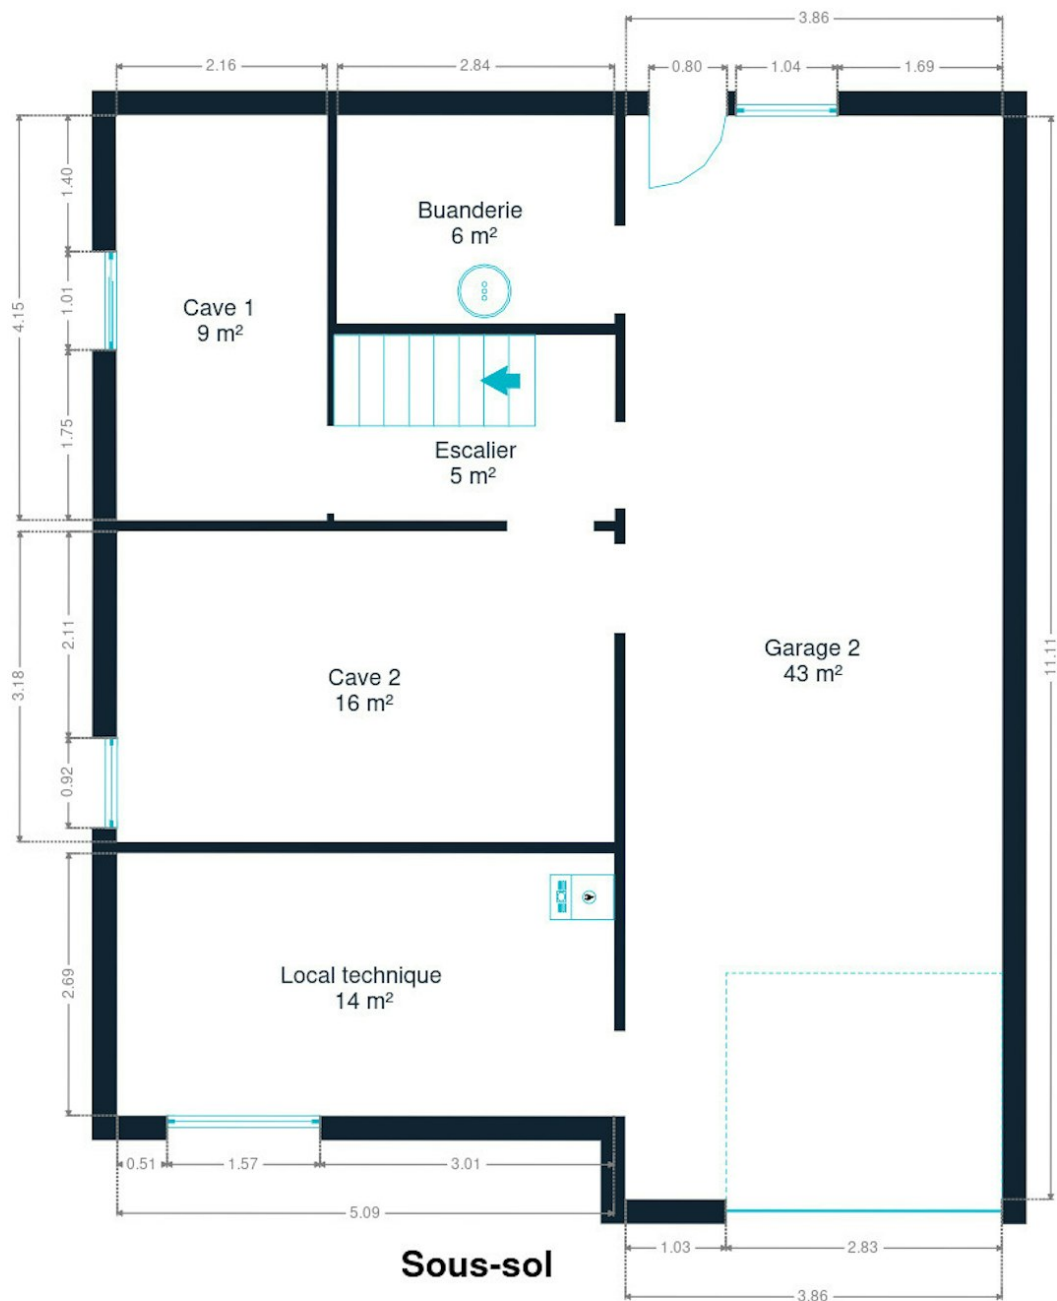 3.86
2.16
2.84
0.80
1.04
1.69
1.40
Buanderie
6 m²
1.01
4.15
Cave 1
9 m²
1.75
Escalier
5 m²
2.11
3.18
Cave 2
16 m²
Garage 2
43 m²
11.11
0.92
2.69
Local technique
14 m²
0.51
1.57
3.01
5.09
1.03
2.83
Sous-sol
3.86